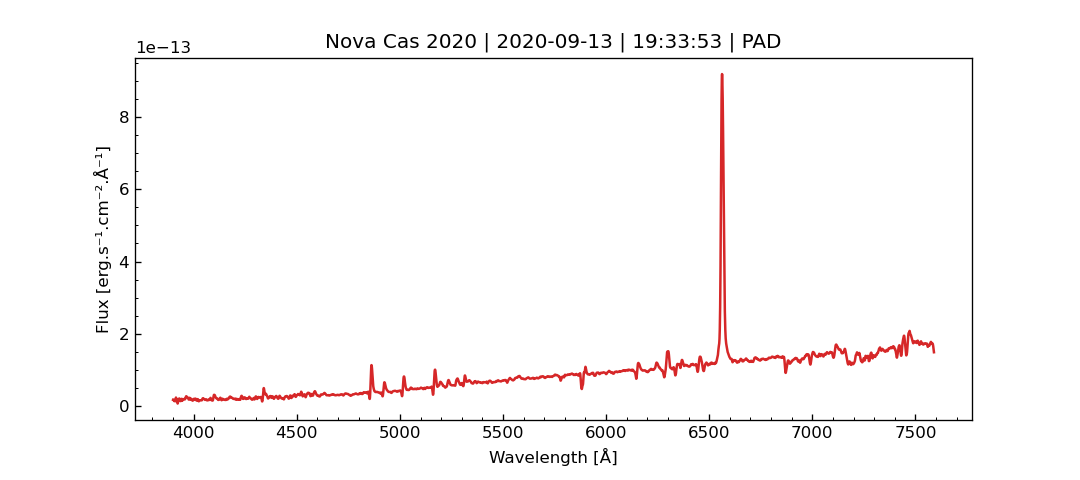 Nova Cas 2020 | 2020-09-13 | 19:33:53 | PAD
1e−13
8
6
4
2
0
Flux [erg.s⁻¹.cm⁻².Å⁻¹]
4000 4500 5000 5500 6000 6500 7000 7500
Wavelength [Å]